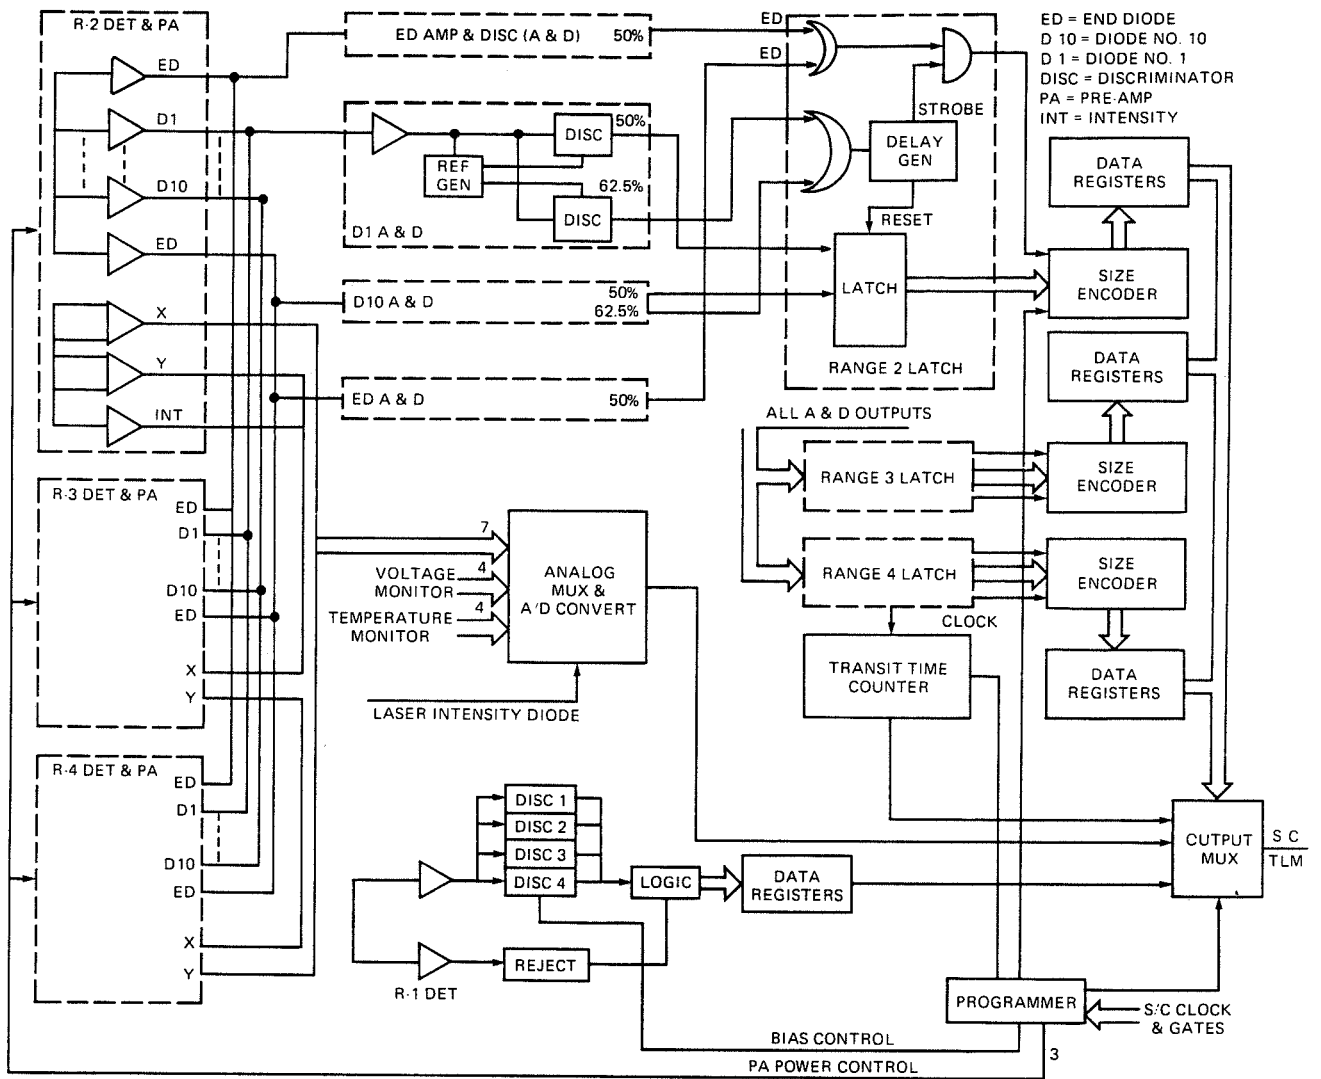 R-2 DET & PA
ED
D1
D10
ED
X
Y
INT
R-3 DET & PA
ED
D1
D10
ED
X
Y
R-4 DET & PA
ED
D1
D10
ED
X
Y
ED AMP & DISC (A & D) 50%
DISC
50%
REF
GEN
62.5%
DISC
D1 A & D
D10 A & D
50%
62.5%
ED A & D
50%
ED
ED
STROBE
DELAY
GEN
RESET
LATCH
RANGE 2 LATCH
ED = END DIODE
D 10 = DIODE NO. 10
D 1 = DIODE NO. 1
DISC = DISCRIMINATOR
PA = PRE-AMP
INT = INTENSITY
DATA
REGISTERS
SIZE
ENCODER
DATA
REGISTERS
SIZE
ENCODER
SIZE
ENCODER
DATA
REGISTERS
ALL A & D OUTPUTS
RANGE 3 LATCH
RANGE 4 LATCH
CLOCK
TRANSIT TIME
COUNTER
7
4
VOLTAGE
MONITOR
4
TEMPERATURE
MONITOR
ANALOG
MUX &
A/D CONVERT
LASER INTENSITY DIODE
DISC 1
DISC 2
DISC 3
DISC 4
LOGIC
DATA
REGISTERS
REJECT
R-1 DET
CUTPUT
MUX
S C
TLM
PROGRAMMER
S/C CLOCK
& GATES
BIAS CONTROL
3
PA POWER CONTROL